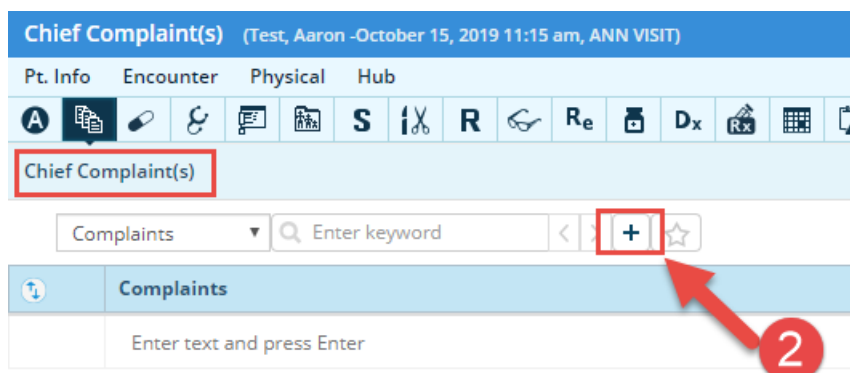 Chief Complaint(s) (Test, Aaron -October 15, 2019 11:15 am, ANN VISIT)
Pt. Info Encounter Physical Hub
A S R Re Dx Rx
Chief Complaint(s)
Complaints Enter keyword < > +
Complaints
Enter text and press Enter
2